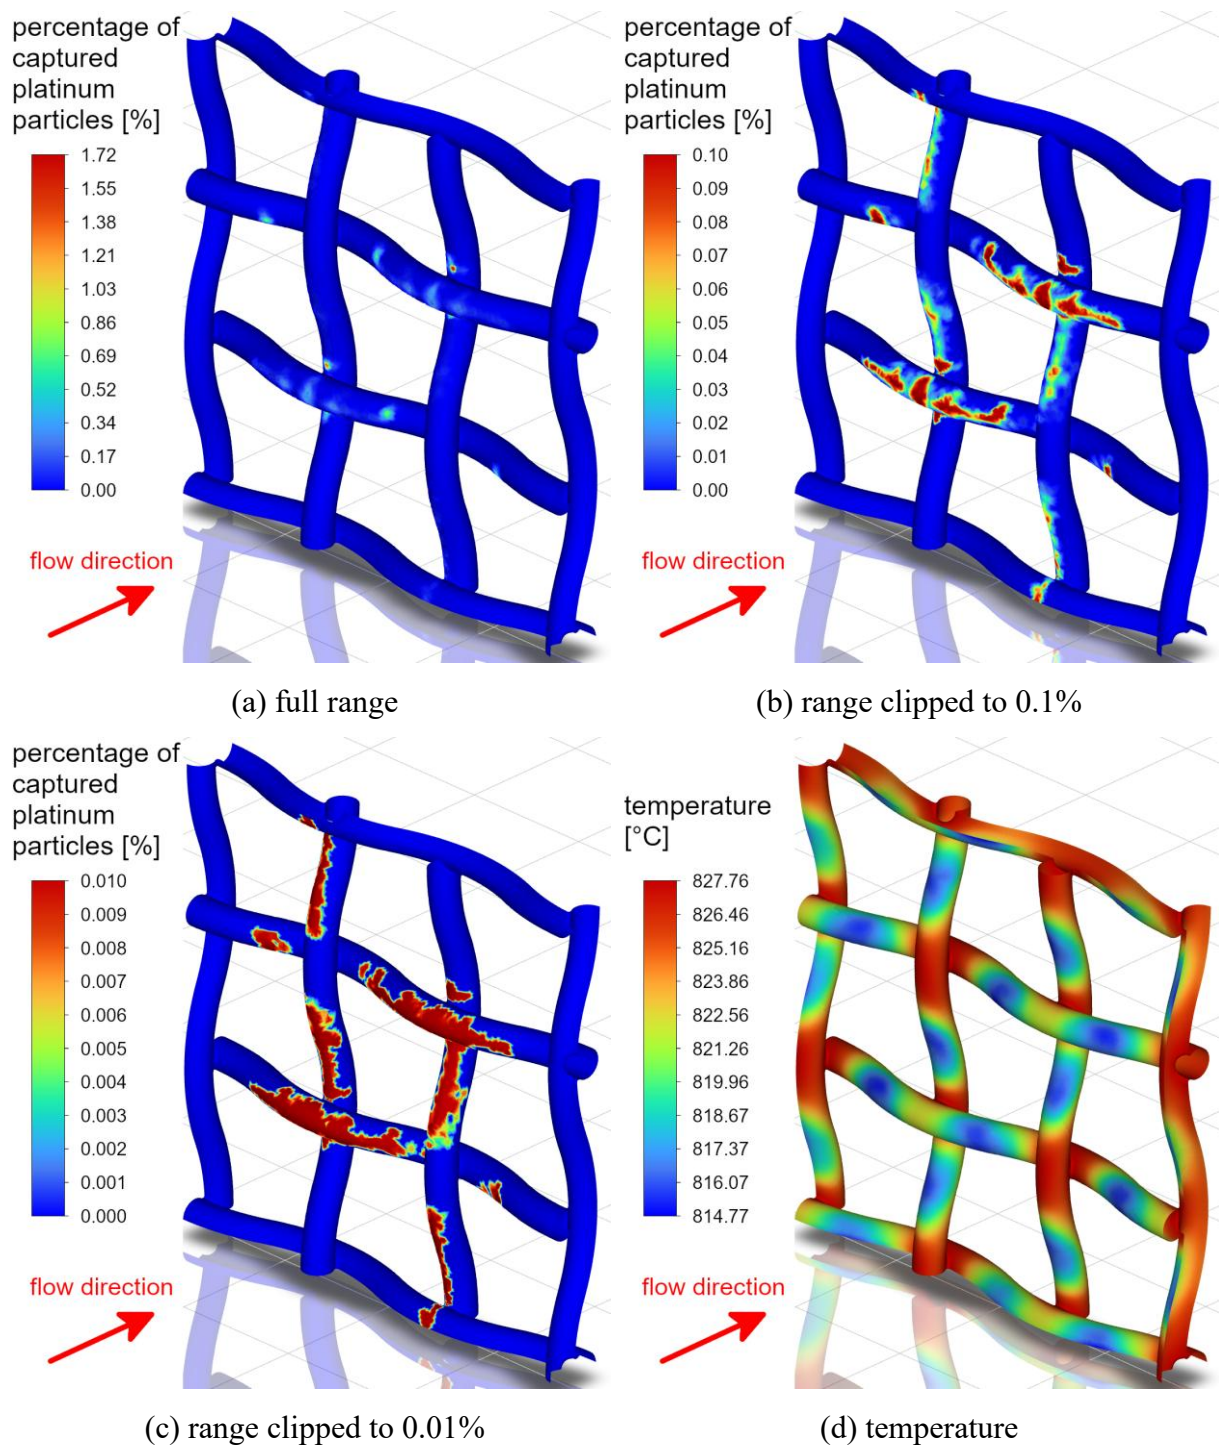 percentage of
captured
platinum
particles [%]
1.72
1.55
1.38
1.21
1.03
0.86
0.69
0.52
0.34
0.17
0.00
flow direction
(a) full range
percentage of
captured
platinum
particles [%]
0.10
0.09
0.08
0.07
0.06
0.05
0.04
0.03
0.02
0.01
0.00
flow direction
(b) range clipped to 0.1%
percentage of
captured
platinum
particles [%]
0.010
0.009
0.008
0.007
0.006
0.005
0.004
0.003
0.002
0.001
0.000
flow direction
(c) range clipped to 0.01%
temperature
[°C]
827.76
826.46
825.16
823.86
822.56
821.26
819.96
818.67
817.37
816.07
814.77
flow direction
(d) temperature